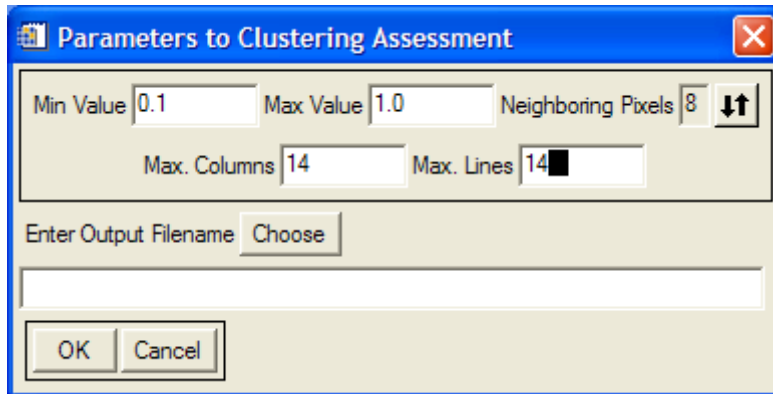 Parameters to Clustering Assessment
Min Value 0.1 Max Value 1.0 Neighboring Pixels 8
Max. Columns 14 Max. Lines 14
Enter Output Filename Choose
OK Cancel